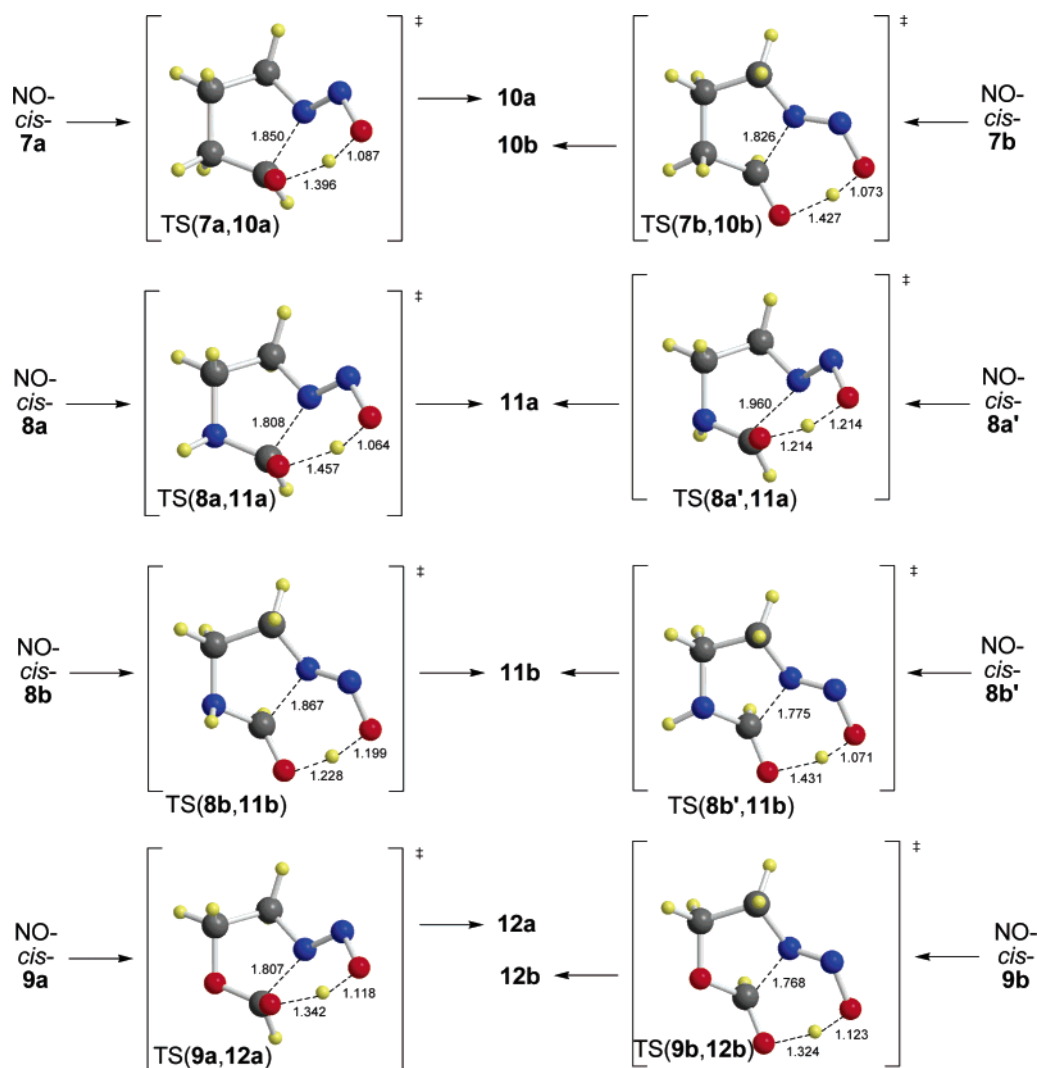 ‡ ‡
NO-
cis-
7a
1.850
1.087
1.396
TS(7a,10a)
10a
10b
1.826
1.073
1.427
TS(7b,10b)
NO-
cis-
7b
‡ ‡
NO-
cis-
8a
1.808
1.064
1.457
TS(8a,11a)
11a
1.960
1.214
1.214
TS(8a',11a)
NO-
cis-
8a'
‡ ‡
NO-
cis-
8b
1.867
1.199
1.228
TS(8b,11b)
11b
1.775
1.071
1.431
TS(8b',11b)
NO-
cis-
8b'
‡ ‡
NO-
cis-
9a
1.807
1.118
1.342
TS(9a,12a)
12a
12b
1.768
1.123
1.324
TS(9b,12b)
NO-
cis-
9b